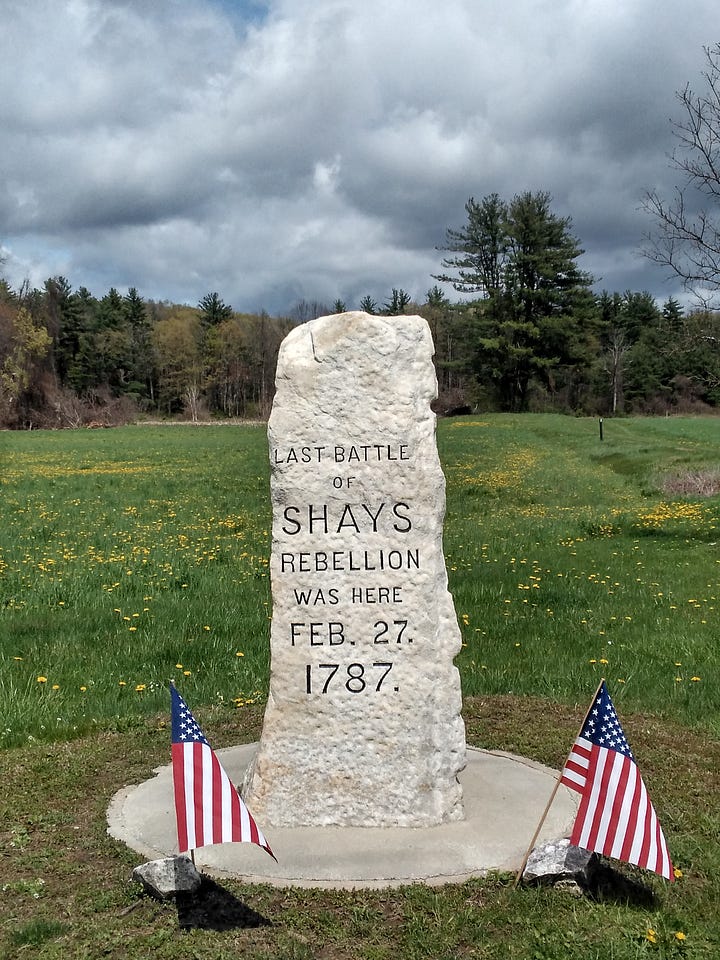 LAST BATTLE
OF
SHAYS
REBELLION
WAS HERE
FEB. 27.
1787.